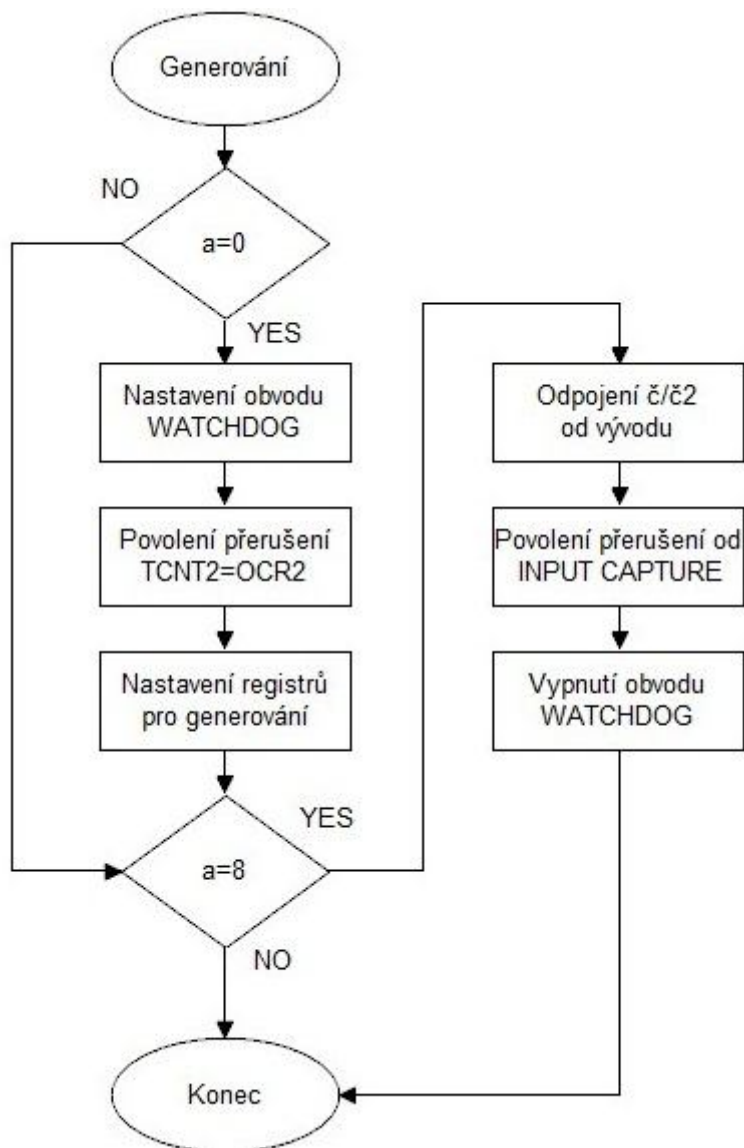 Generování
NO
a=0
YES
Nastavení obvodu
WATCHDOG
Povolení přerušení
TCNT2=OCR2
Nastavení registrů
pro generování
YES
a=8
NO
Odpojení č/č2
od vývodu
Povolení přerušení od
INPUT CAPTURE
Vypnutí obvodu
WATCHDOG
Konec